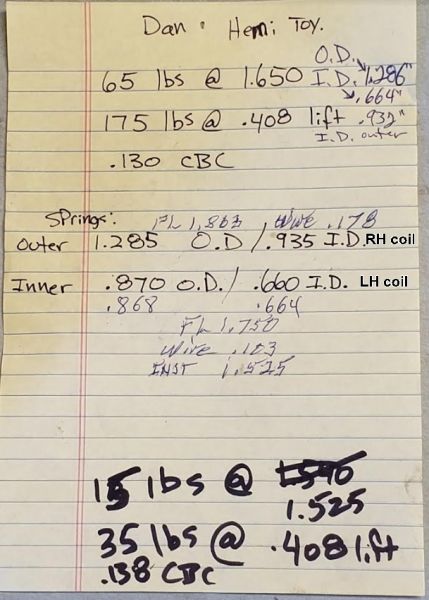 Dan · Hemi Toy.
O.D.
65 lbs @ 1.650 I.D. 1.286"
.664"
175 lbs @ .408 lift .932"
I.D. outer
.130 CBC
Springs: FL 1.863, wire .178
Outer 1.285 O.D / .935 I.D. RH coil
Inner .870 O.D. / .660 I.D. LH coil
.868 .664
FL 1.750
wire .103
INST 1.525
15 lbs @
1.525
35 lbs @ .408 lift
.138 CBC